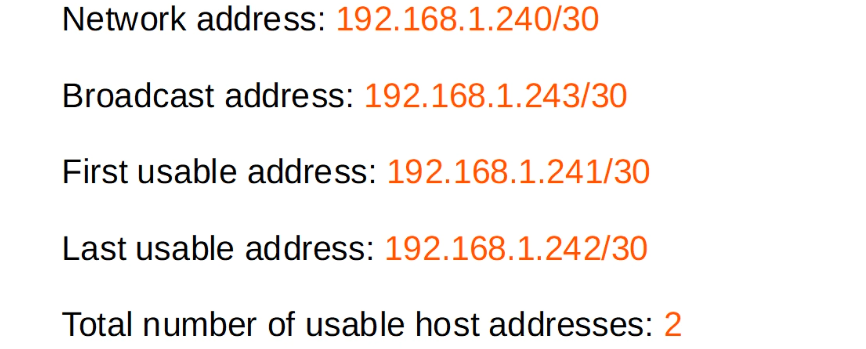 Network address: 192.168.1.240/30
Broadcast address: 192.168.1.243/30
First usable address: 192.168.1.241/30
Last usable address: 192.168.1.242/30
Total number of usable host addresses: 2